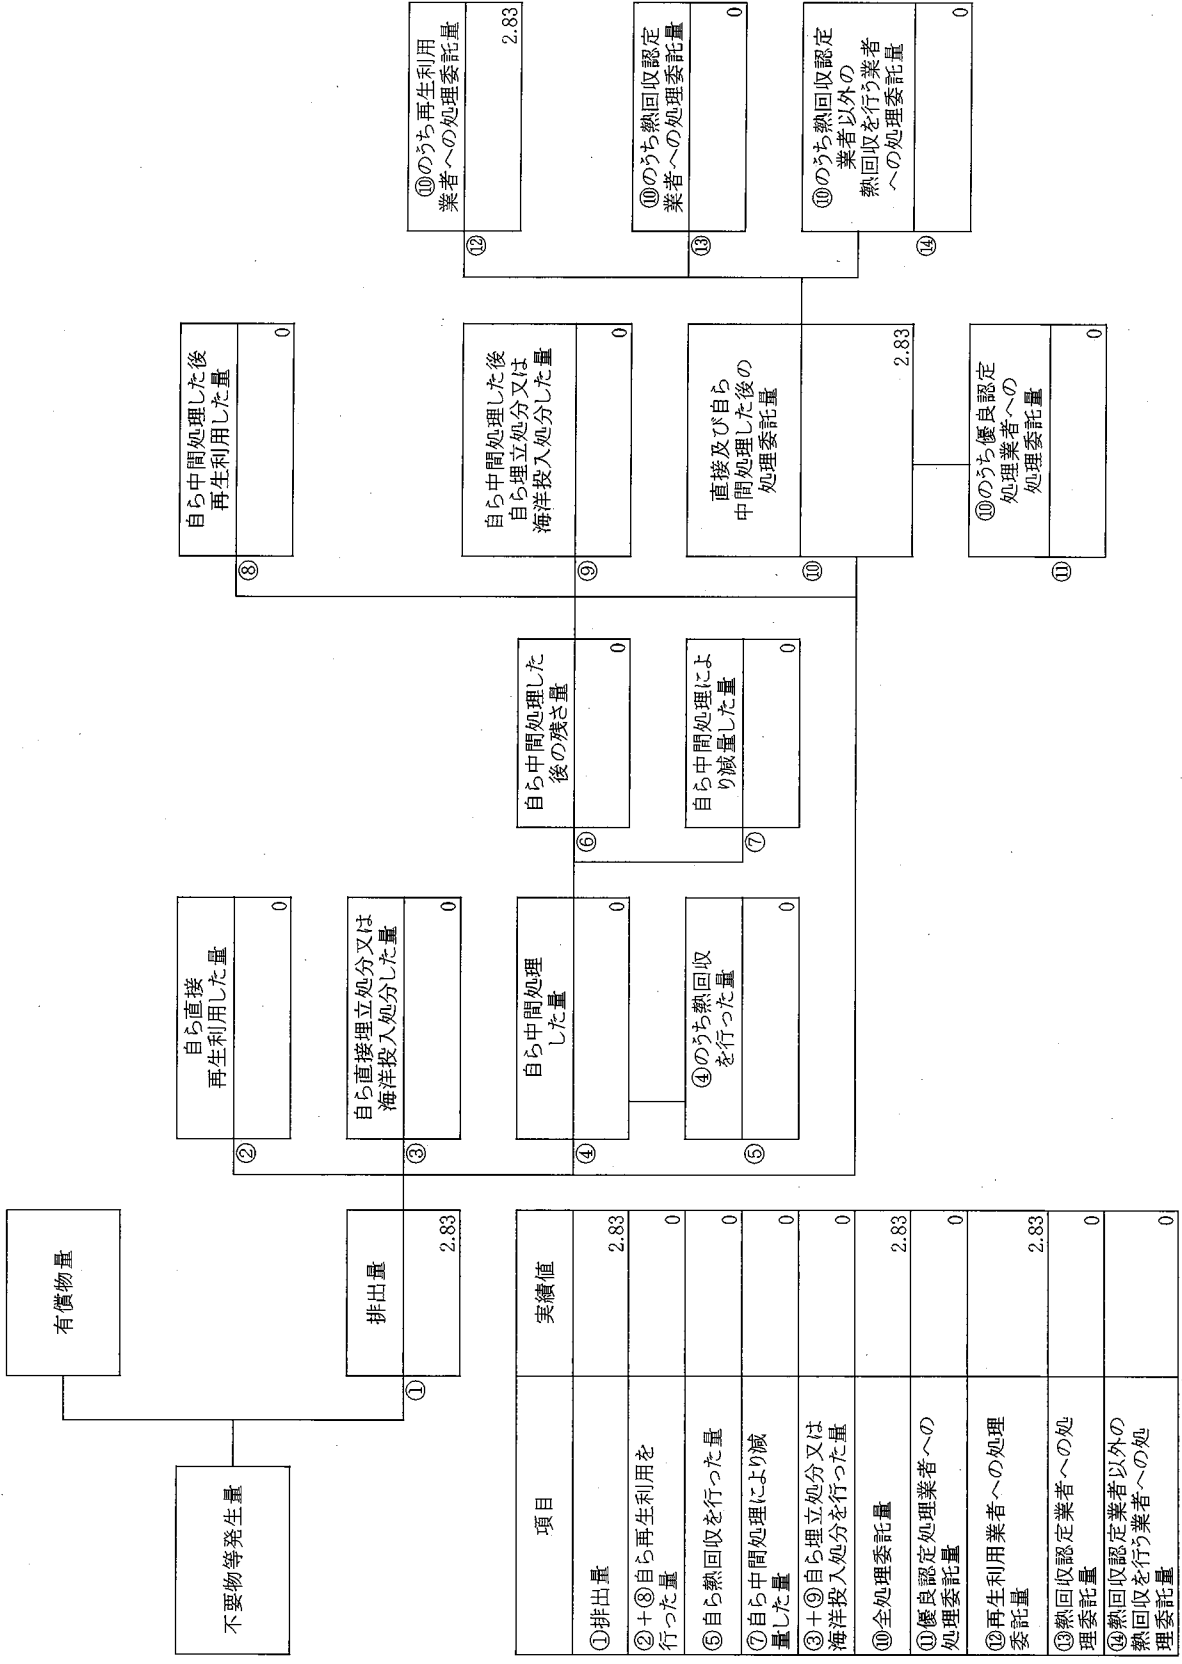 不要物等発生量
有償物量
①
排出量
2.83
②
自ら直接
再生利用した量
0
③
自ら直接埋立処分又は
海洋投入処分した量
0
④
自ら中間処理
した量
0
⑤
④のうち熱回収
を行った量
0
⑥
自ら中間処理した
後の残さ量
0
⑦
自ら中間処理によ
り減量した量
0
⑧
自ら中間処理した後
再生利用した量
0
⑨
自ら中間処理した後
自ら埋立処分又は
海洋投入処分した量
0
⑩
直接及び自ら
中間処理した後の
処理委託量
2.83
⑪
⑩のうち優良認定
処理業者への
処理委託量
0
⑫
⑩のうち再生利用
業者への処理委託量
2.83
⑬
⑩のうち熱回収認定
業者への処理委託量
0
⑭
⑩のうち熱回収認定
業者以外の
熱回収を行う業者
への処理委託量
0
項目 実績値
①排出量 2.83
②+⑧自ら再生利用を
行った量 0
⑤自ら熱回収を行った量 0
⑦自ら中間処理により減
量した量 0
③+⑨自ら埋立処分又は
海洋投入処分を行った量 0
⑩全処理委託量 2.83
⑪優良認定処理業者への
処理委託量 0
⑫再生利用業者への処理
委託量 2.83
⑬熱回収認定業者への処
理委託量 0
⑭熱回収認定業者以外の
熱回収を行う業者への処
理委託量 0